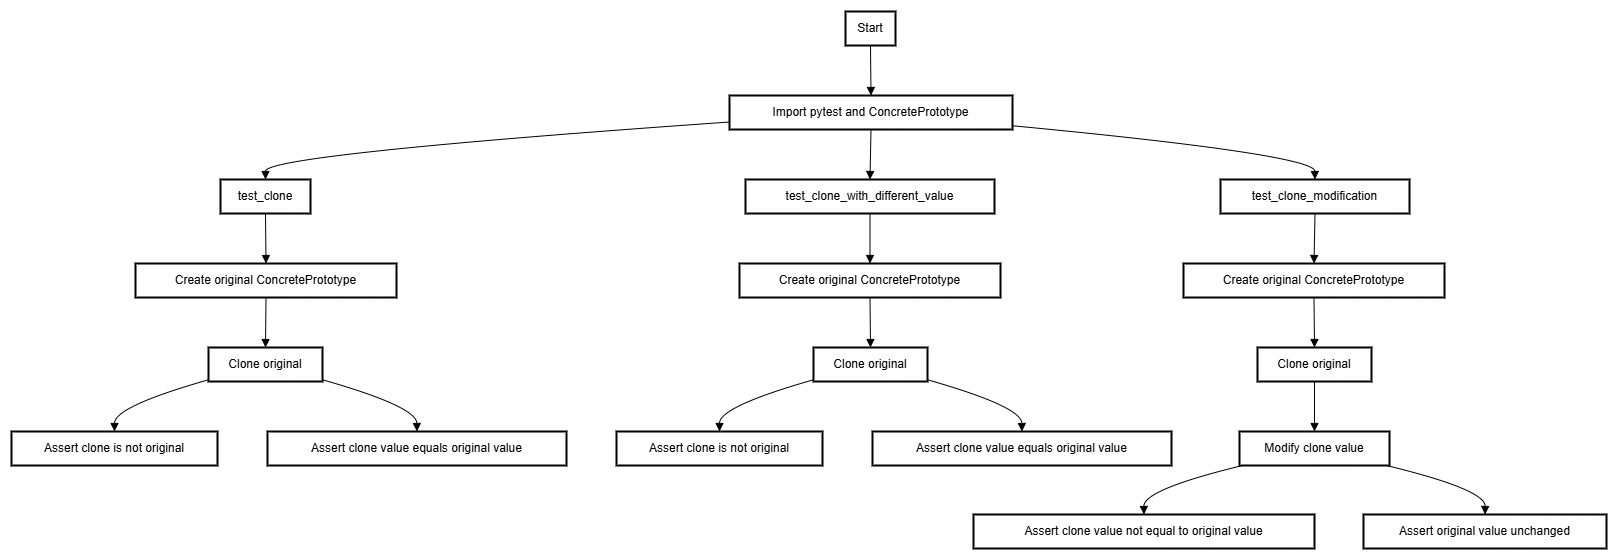 Start
Import pytest and ConcretePrototype
test_clone
test_clone_with_different_value
test_clone_modification
Create original ConcretePrototype
Create original ConcretePrototype
Create original ConcretePrototype
Clone original
Clone original
Clone original
Assert clone is not original
Assert clone value equals original value
Assert clone is not original
Assert clone value equals original value
Modify clone value
Assert clone value not equal to original value
Assert original value unchanged